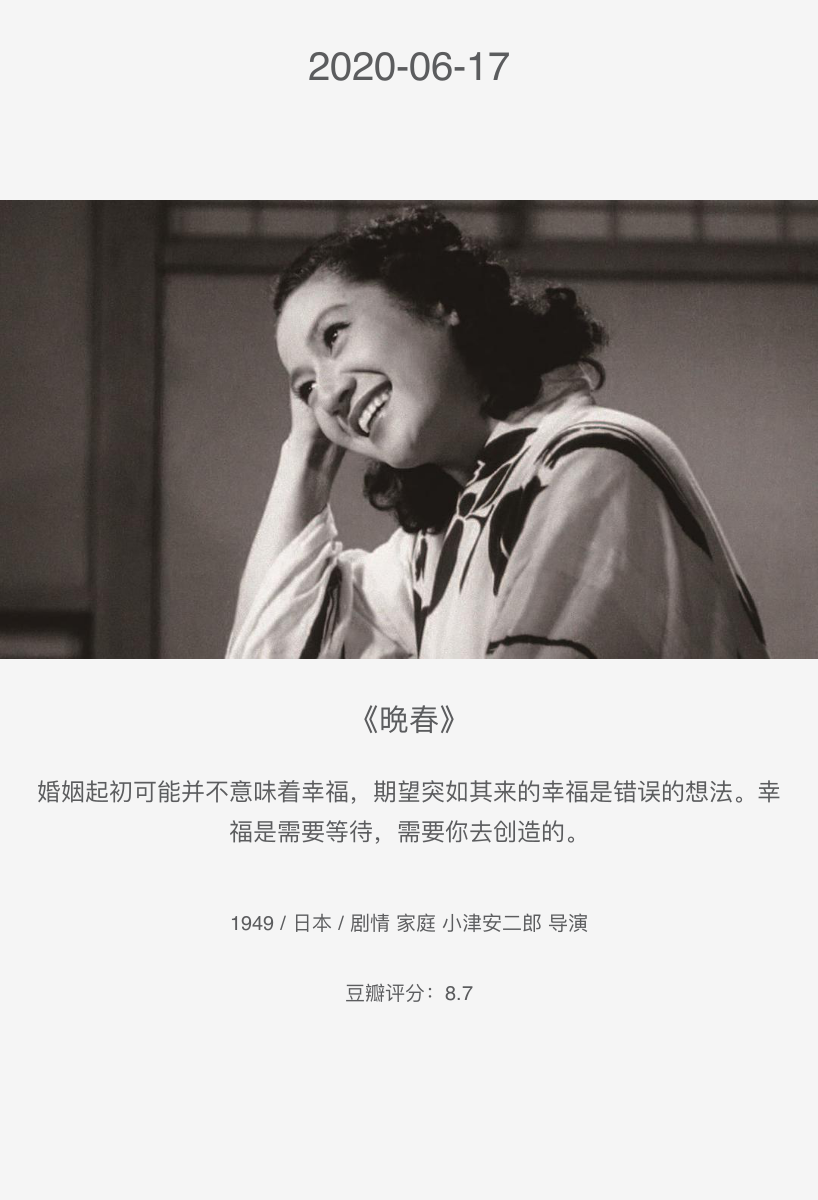 2020-06-17
《晚春》
婚姻起初可能并不意味着幸福，期望突如其来的幸福是错误的想法。幸
福是需要等待，需要你去创造的。
1949 / 日本 / 剧情 家庭 小津安二郎 导演
豆瓣评分：8.7